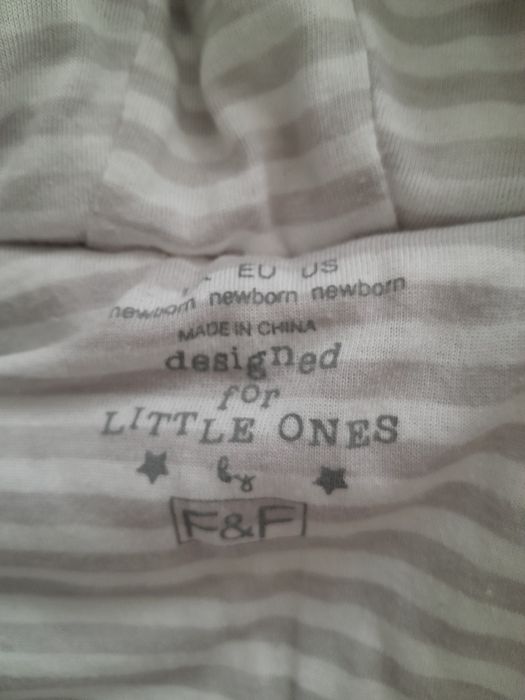 EU US
newborn newborn newborn
MADE IN CHINA
designed
for
LITTLE ONES
by
F&F